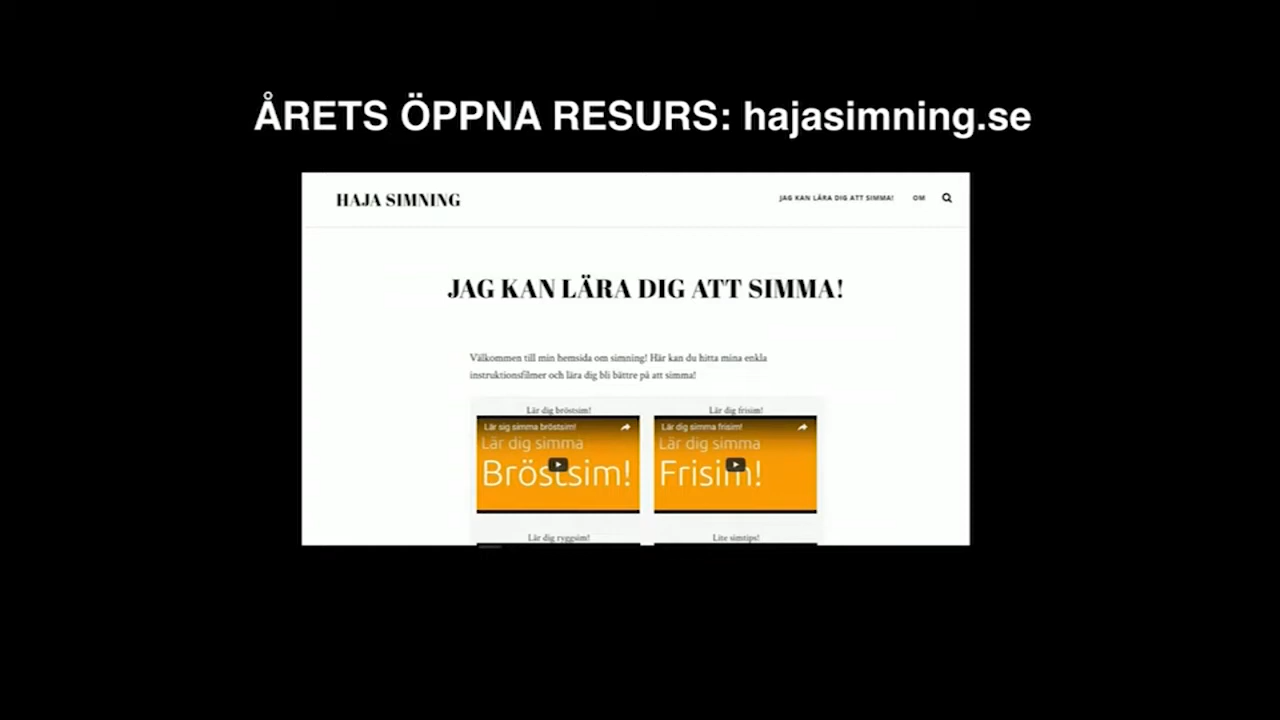 ÅRETS ÖPPNA RESURS: hajasimning.se
HAJA SIMNING
JAG KAN LÄRA DIG ATT SIMMA!
OM
JAG KAN LÄRA DIG ATT SIMMA!
Välkommen till min hemsida om simning! Här kan du hitta mina enkla
instruktionsfilmer och lära dig bli bättre på att simma!
Lär dig bröstsim!
Lär dig frisim!
Lär sig simma bröstsim!
Lär dig simma
Bröstsim!
Lär dig simma frisim!
Lär dig simma
Frisim!
Lär dig ryggsim!
Lite simtips!